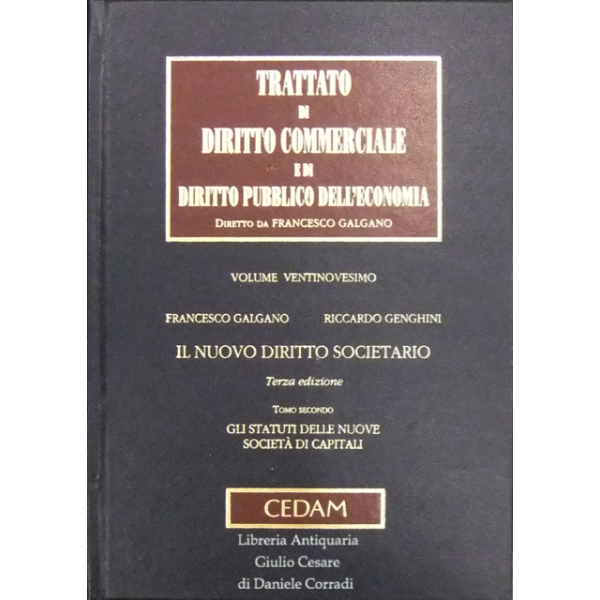 TRATTATO
DI
DIRITTO COMMERCIALE
E DI
DIRITTO PUBBLICO DELL'ECONOMIA
DIRETTO DA FRANCESCO GALGANO
VOLUME VENTINOVESIMO
FRANCESCO GALGANO RICCARDO GENGHINI
IL NUOVO DIRITTO SOCIETARIO
Terza edizione
TOMO SECONDO
GLI STATUTI DELLE NUOVE
SOCIETÀ DI CAPITALI
CEDAM
Libreria Antiquaria
Giulio Cesare
di Daniele Corradi